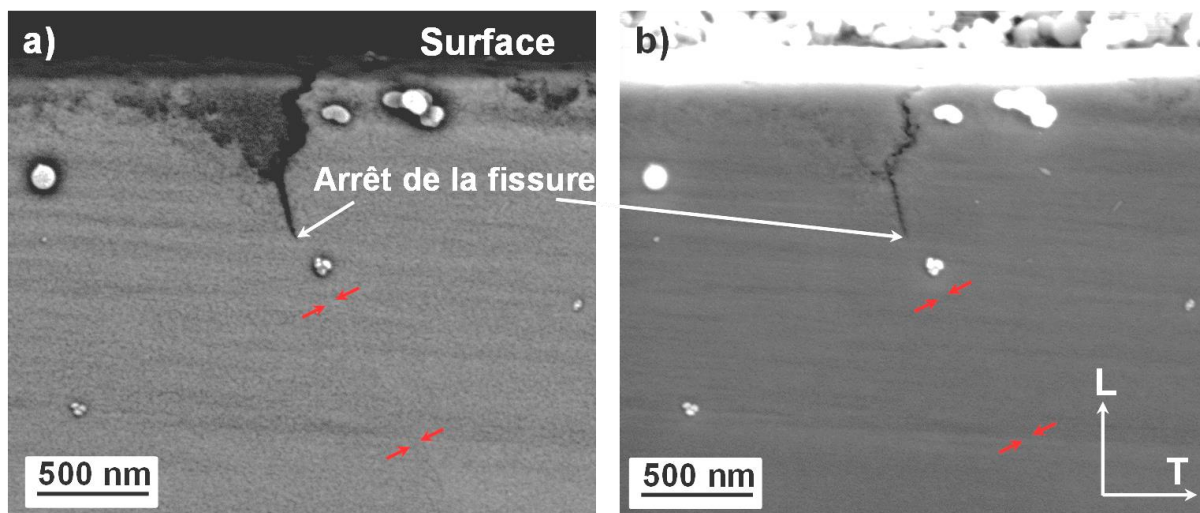 a)
Surface
b)
Arrêt de la fissure
L
T
500 nm
500 nm